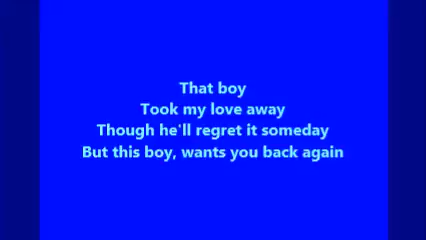 That boy
Took my love away
Though he'll regret it someday
But this boy, wants you back again